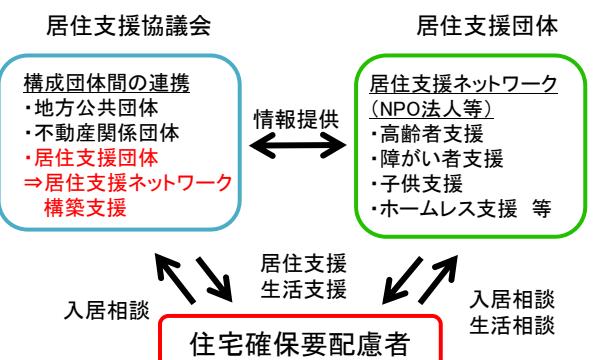 居住支援協議会
構成団体間の連携
・地方公共団体
・不動産関係団体
・居住支援団体
⇒居住支援ネットワーク
構築支援
情報提供
居住支援団体
居住支援ネットワーク
(NPO法人等)
・高齢者支援
・障がい者支援
・子供支援
・ホームレス支援　等
入居相談
居住支援
生活支援
入居相談
生活相談
住宅確保要配慮者